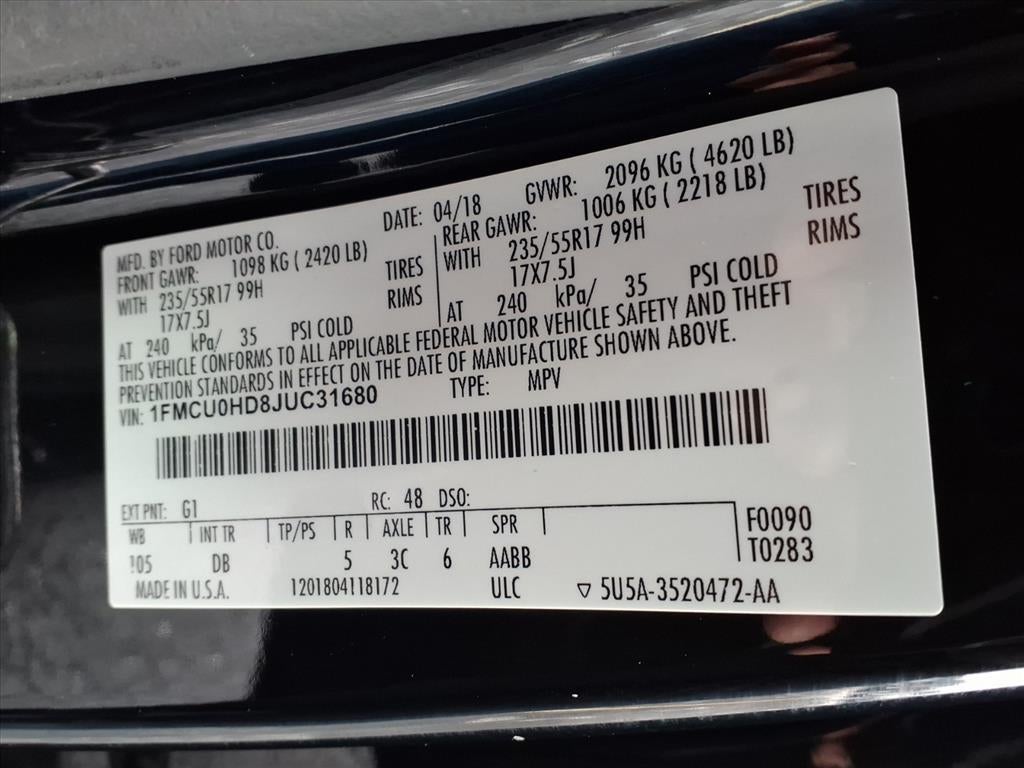 MFD. BY FORD MOTOR CO.
DATE: 04/18 GVWR: 2096 KG ( 4620 LB)
FRONT GAWR: 1098 KG ( 2420 LB)
WITH 235/55R17 99H TIRES
17X7.5J RIMS
AT 240 kPa/ 35 PSI COLD
REAR GAWR: 1006 KG ( 2218 LB)
WITH 235/55R17 99H TIRES
17X7.5J RIMS
AT 240 kPa/ 35 PSI COLD
THIS VEHICLE CONFORMS TO ALL APPLICABLE FEDERAL MOTOR VEHICLE SAFETY AND THEFT
PREVENTION STANDARDS IN EFFECT ON THE DATE OF MANUFACTURE SHOWN ABOVE.
VIN: 1FMCU0HD8JUC31680 TYPE: MPV
EXT PNT: G1 RC: 48 DSO:
WB INT TR TP/PS R AXLE TR SPR
105 DB 5 3C 6 AABB
F0090
T0283
MADE IN U.S.A. 1201804118172 ULC ▽ 5U5A-3520472-AA